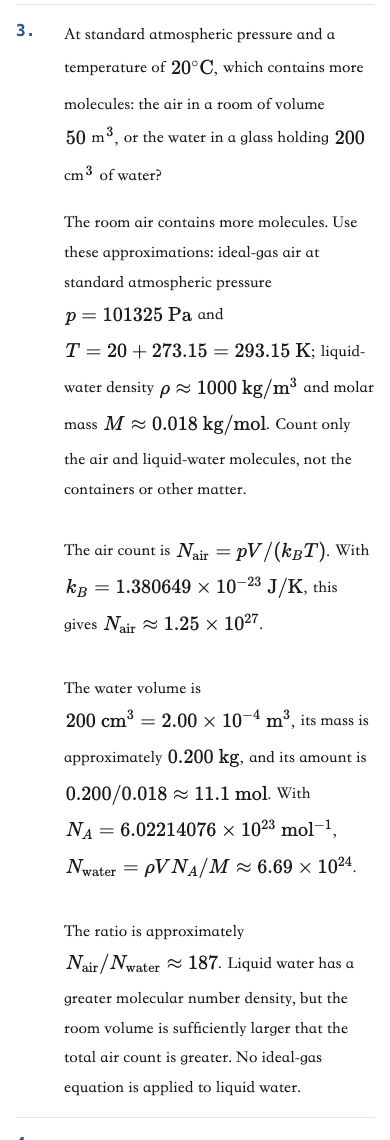 3. At standard atmospheric pressure and a
temperature of 20°C, which contains more
molecules: the air in a room of volume
50 m³, or the water in a glass holding 200
cm³ of water?
The room air contains more molecules. Use
these approximations: ideal-gas air at
standard atmospheric pressure
p = 101325 Pa and
T = 20 + 273.15 = 293.15 K; liquid-
water density ρ ≈ 1000 kg/m³ and molar
mass M ≈ 0.018 kg/mol. Count only
the air and liquid-water molecules, not the
containers or other matter.
The air count is N_air = pV/(k_BT). With
k_B = 1.380649 × 10⁻²³ J/K, this
gives N_air ≈ 1.25 × 10²⁷.
The water volume is
200 cm³ = 2.00 × 10⁻⁴ m³, its mass is
approximately 0.200 kg, and its amount is
0.200/0.018 ≈ 11.1 mol. With
N_A = 6.02214076 × 10²³ mol⁻¹,
N_water = ρVN_A/M ≈ 6.69 × 10²⁴.
The ratio is approximately
N_air/N_water ≈ 187. Liquid water has a
greater molecular number density, but the
room volume is sufficiently larger that the
total air count is greater. No ideal-gas
equation is applied to liquid water.